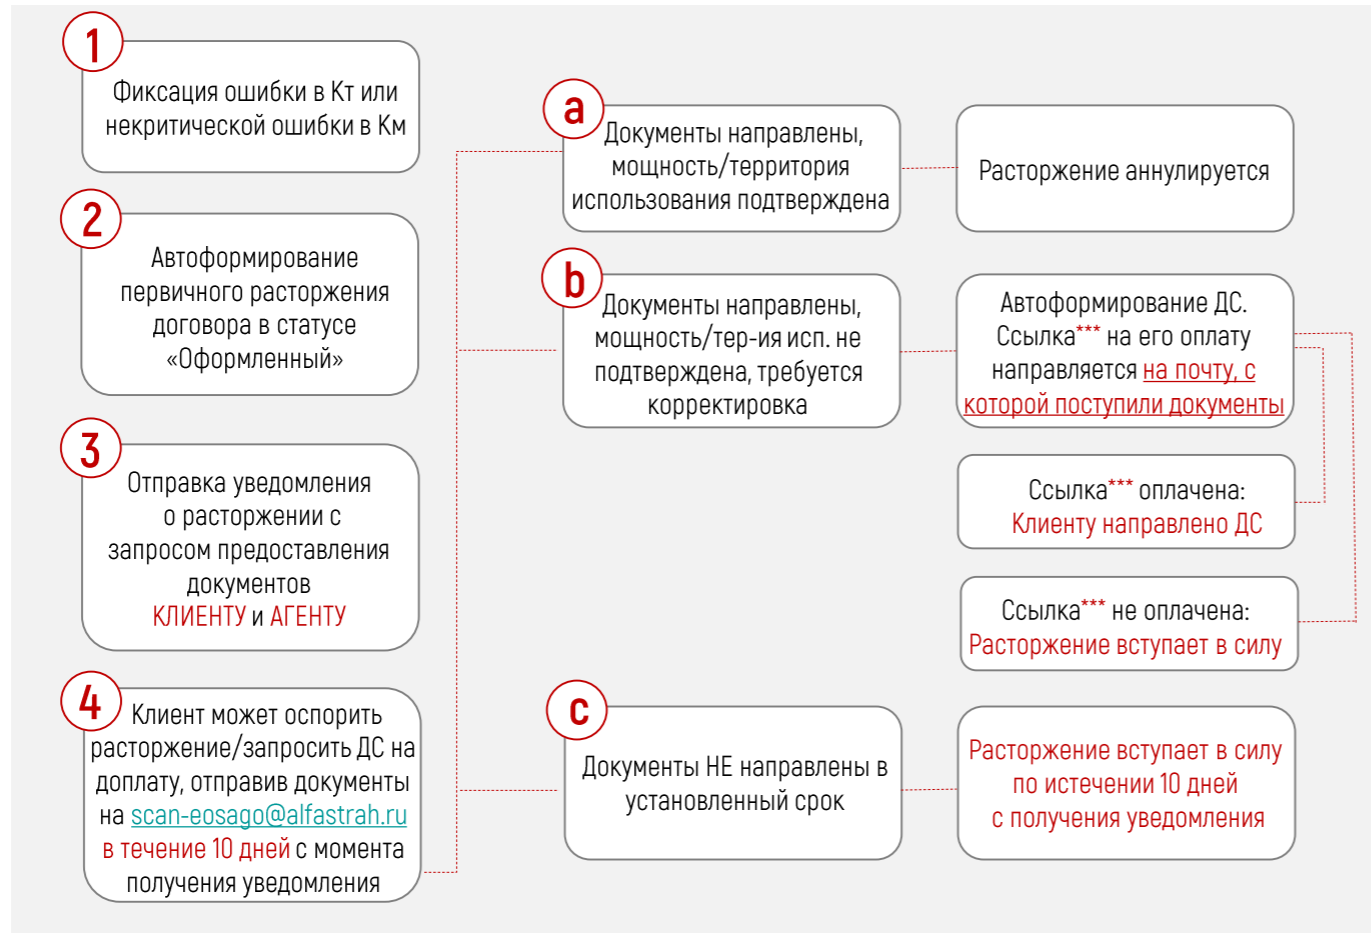 1
Фиксация ошибки в Кт или
некритической ошибки в Км
2
Автоформирование
первичного расторжения
договора в статусе
«Оформленный»
3
Отправка уведомления
о расторжении с
запросом предоставления
документов
КЛИЕНТУ и АГЕНТУ
4
Клиент может оспорить
расторжение/запросить ДС на
доплату, отправив документы
на scan-eosago@alfastrah.ru
в течение 10 дней с момента
получения уведомления
a
Документы направлены,
мощность/территория
использования подтверждена
Расторжение аннулируется
b
Документы направлены,
мощность/тер-ия исп. не
подтверждена, требуется
корректировка
Автоформирование ДС.
Ссылка*** на его оплату
направляется на почту, с
которой поступили документы
Ссылка*** оплачена:
Клиенту направлено ДС
Ссылка*** не оплачена:
Расторжение вступает в силу
c
Документы НЕ направлены в
установленный срок
Расторжение вступает в силу
по истечении 10 дней
с получения уведомления